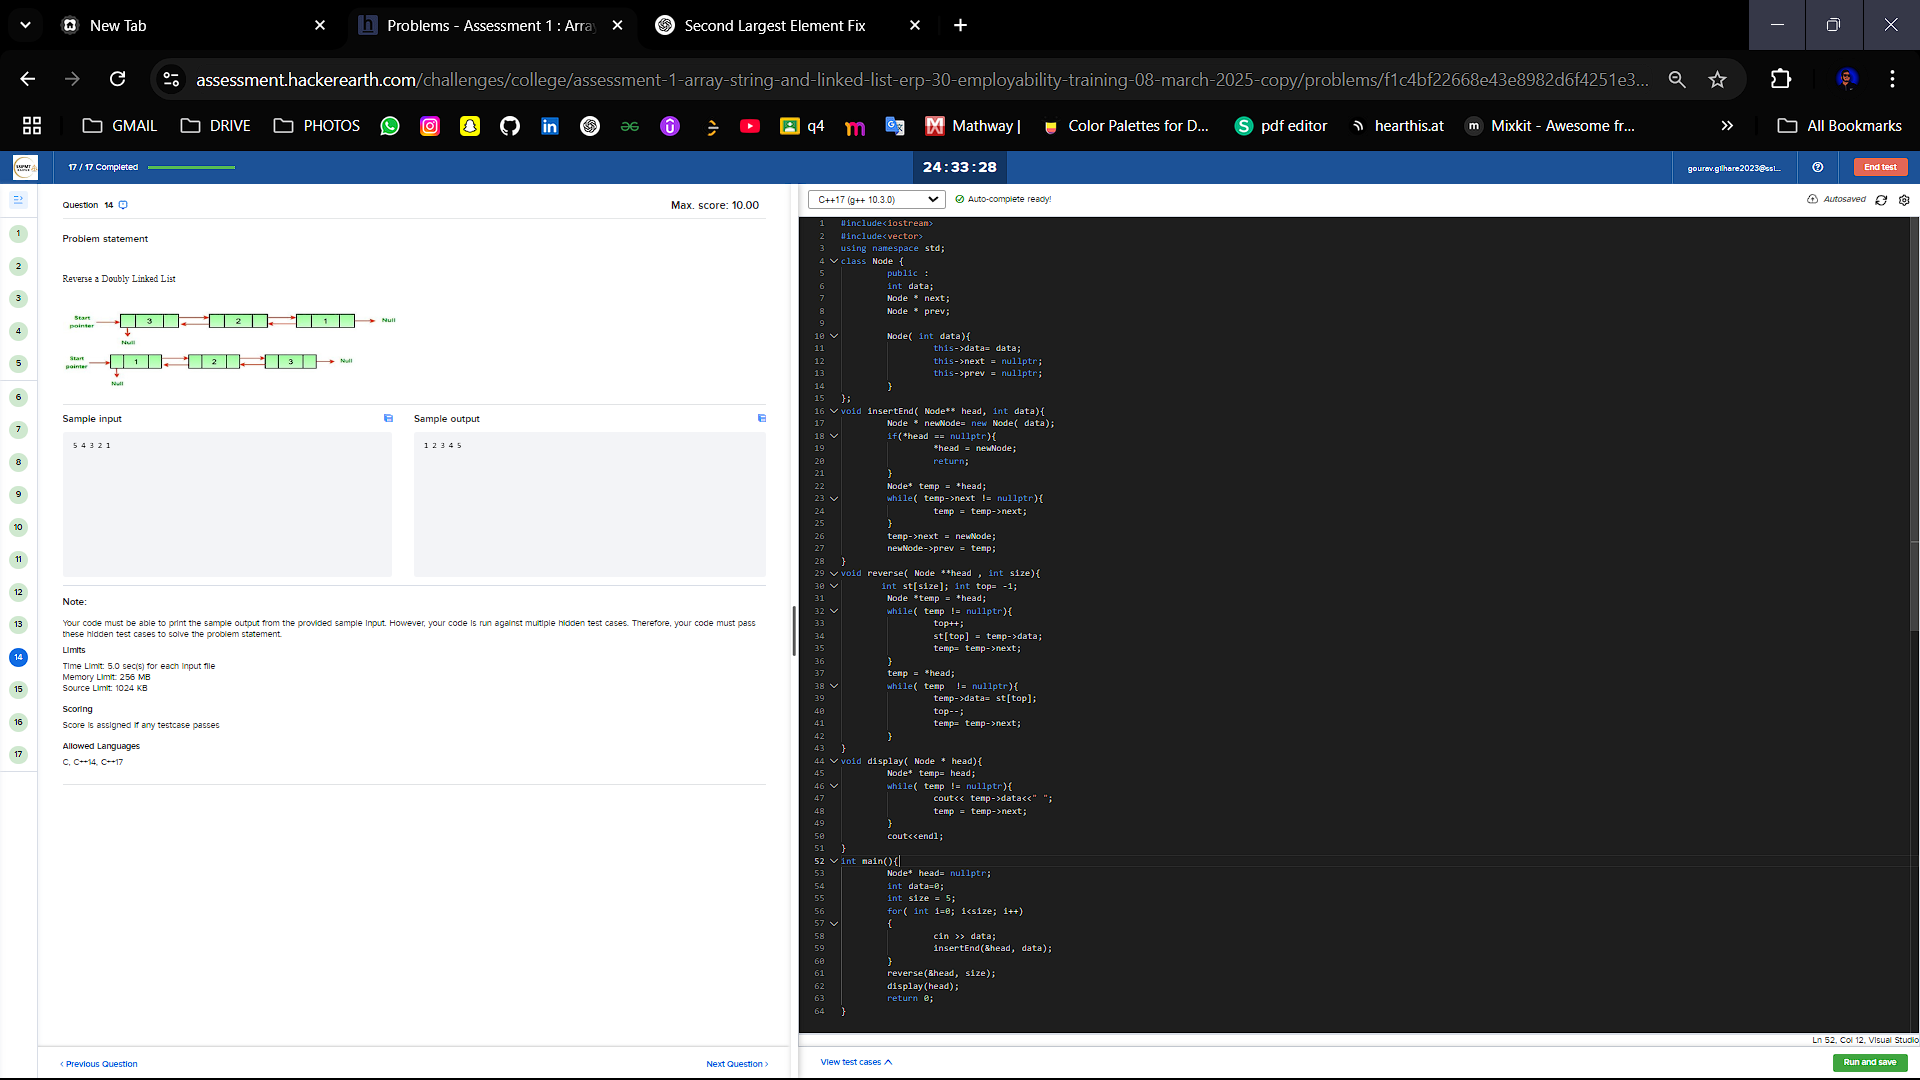 New Tab
Problems - Assessment 1 : Arra
Second Largest Element Fix
assessment.hackerearth.com/challenges/college/assessment-1-array-string-and-linked-list-erp-30-employability-training-08-march-2025-copy/problems/f1c4bf22668e43e8982d6f4251e3...
GMAIL
DRIVE
PHOTOS
q4
Mathway |
Color Palettes for D...
pdf editor
hearthis.at
Mixkit - Awesome fr...
All Bookmarks
17 / 17 Completed
24:33:28
gourav.gilhare2023@ssi...
End test
Question 14
Max. score: 10.00
C++17 (g++ 10.3.0)
Auto-complete ready!
Autosaved
1
2
3
4
5
6
7
8
9
10
11
12
13
14
15
16
17
Problem statement
Reverse a Doubly Linked List
Start pointer
3
2
1
Null
Null
Start pointer
1
2
3
Null
Null
Sample input
Sample output
5 4 3 2 1
1 2 3 4 5
Note:
Your code must be able to print the sample output from the provided sample input. However, your code is run against multiple hidden test cases. Therefore, your code must pass
these hidden test cases to solve the problem statement.
Limits
Time Limit: 5.0 sec(s) for each input file
Memory Limit: 256 MB
Source Limit: 1024 KB
Scoring
Score is assigned if any testcase passes
Allowed Languages
C, C++14, C++17
< Previous Question
Next Question >
1 #include<iostream>
2 #include<vector>
3 using namespace std;
4 class Node {
5 public :
6 int data;
7 Node * next;
8 Node * prev;
9
10 Node( int data){
11 this->data= data;
12 this->next = nullptr;
13 this->prev = nullptr;
14 }
15 };
16 void insertEnd( Node** head, int data){
17 Node * newNode= new Node( data);
18 if(*head == nullptr){
19 *head = newNode;
20 return;
21 }
22 Node* temp = *head;
23 while( temp->next != nullptr){
24 temp = temp->next;
25 }
26 temp->next = newNode;
27 newNode->prev = temp;
28 }
29 void reverse( Node **head , int size){
30 int st[size]; int top= -1;
31 Node *temp = *head;
32 while( temp != nullptr){
33 top++;
34 st[top] = temp->data;
35 temp= temp->next;
36 }
37 temp = *head;
38 while( temp != nullptr){
39 temp->data= st[top];
40 top--;
41 temp= temp->next;
42 }
43 }
44 void display( Node * head){
45 Node* temp= head;
46 while( temp != nullptr){
47 cout<< temp->data<<" ";
48 temp = temp->next;
49 }
50 cout<<endl;
51 }
52 int main(){
53 Node* head= nullptr;
54 int data=0;
55 int size = 5;
56 for( int i=0; i<size; i++)
57 {
58 cin >> data;
59 insertEnd(&head, data);
60 }
61 reverse(&head, size);
62 display(head);
63 return 0;
64 }
Ln 52, Col 12, Visual Studio
View test cases
Run and save